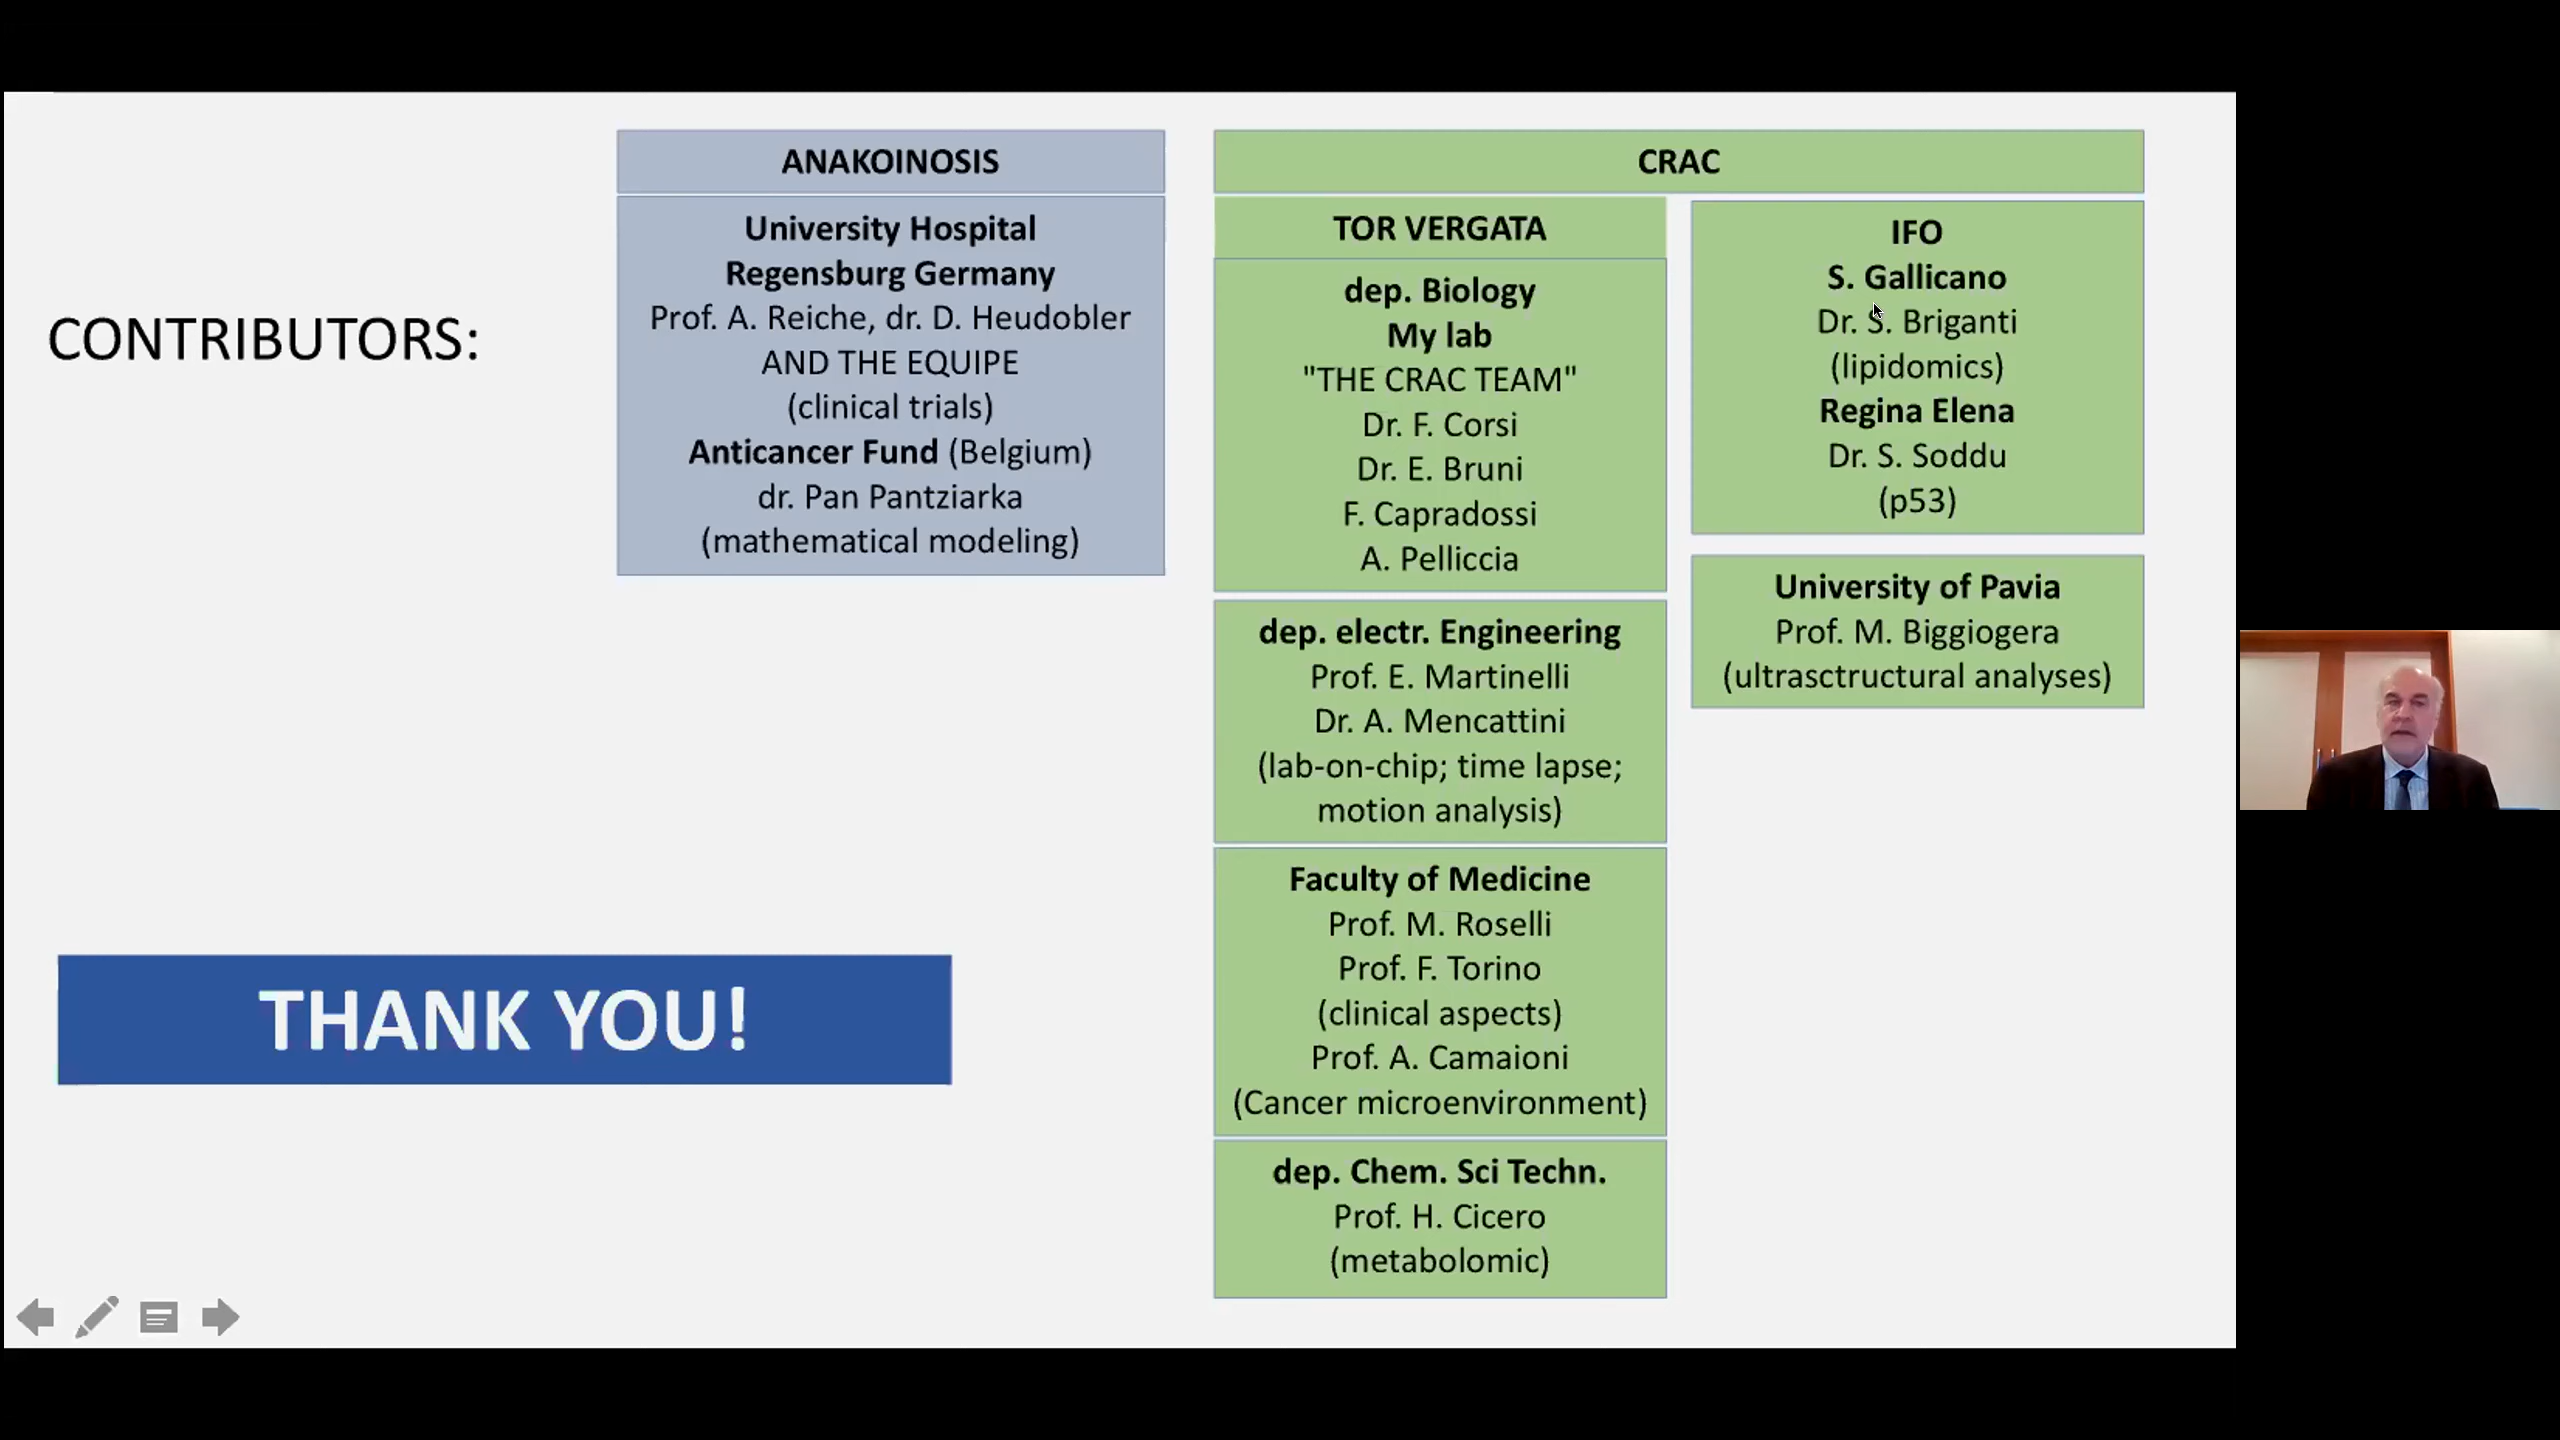 CONTRIBUTORS:
ANAKOINOSIS
University Hospital
Regensburg Germany
Prof. A. Reiche, dr. D. Heudobler
AND THE EQUIPE
(clinical trials)
Anticancer Fund (Belgium)
dr. Pan Pantziarka
(mathematical modeling)
CRAC
TOR VERGATA
dep. Biology
My lab
"THE CRAC TEAM"
Dr. F. Corsi
Dr. E. Bruni
F. Capradossi
A. Pelliccia
dep. electr. Engineering
Prof. E. Martinelli
Dr. A. Mencattini
(lab-on-chip; time lapse;
motion analysis)
Faculty of Medicine
Prof. M. Roselli
Prof. F. Torino
(clinical aspects)
Prof. A. Camaioni
(Cancer microenvironment)
dep. Chem. Sci Techn.
Prof. H. Cicero
(metabolomic)
IFO
S. Gallicano
Dr. S. Briganti
(lipidomics)
Regina Elena
Dr. S. Soddu
(p53)
University of Pavia
Prof. M. Biggiogera
(ultrasctructural analyses)
THANK YOU!